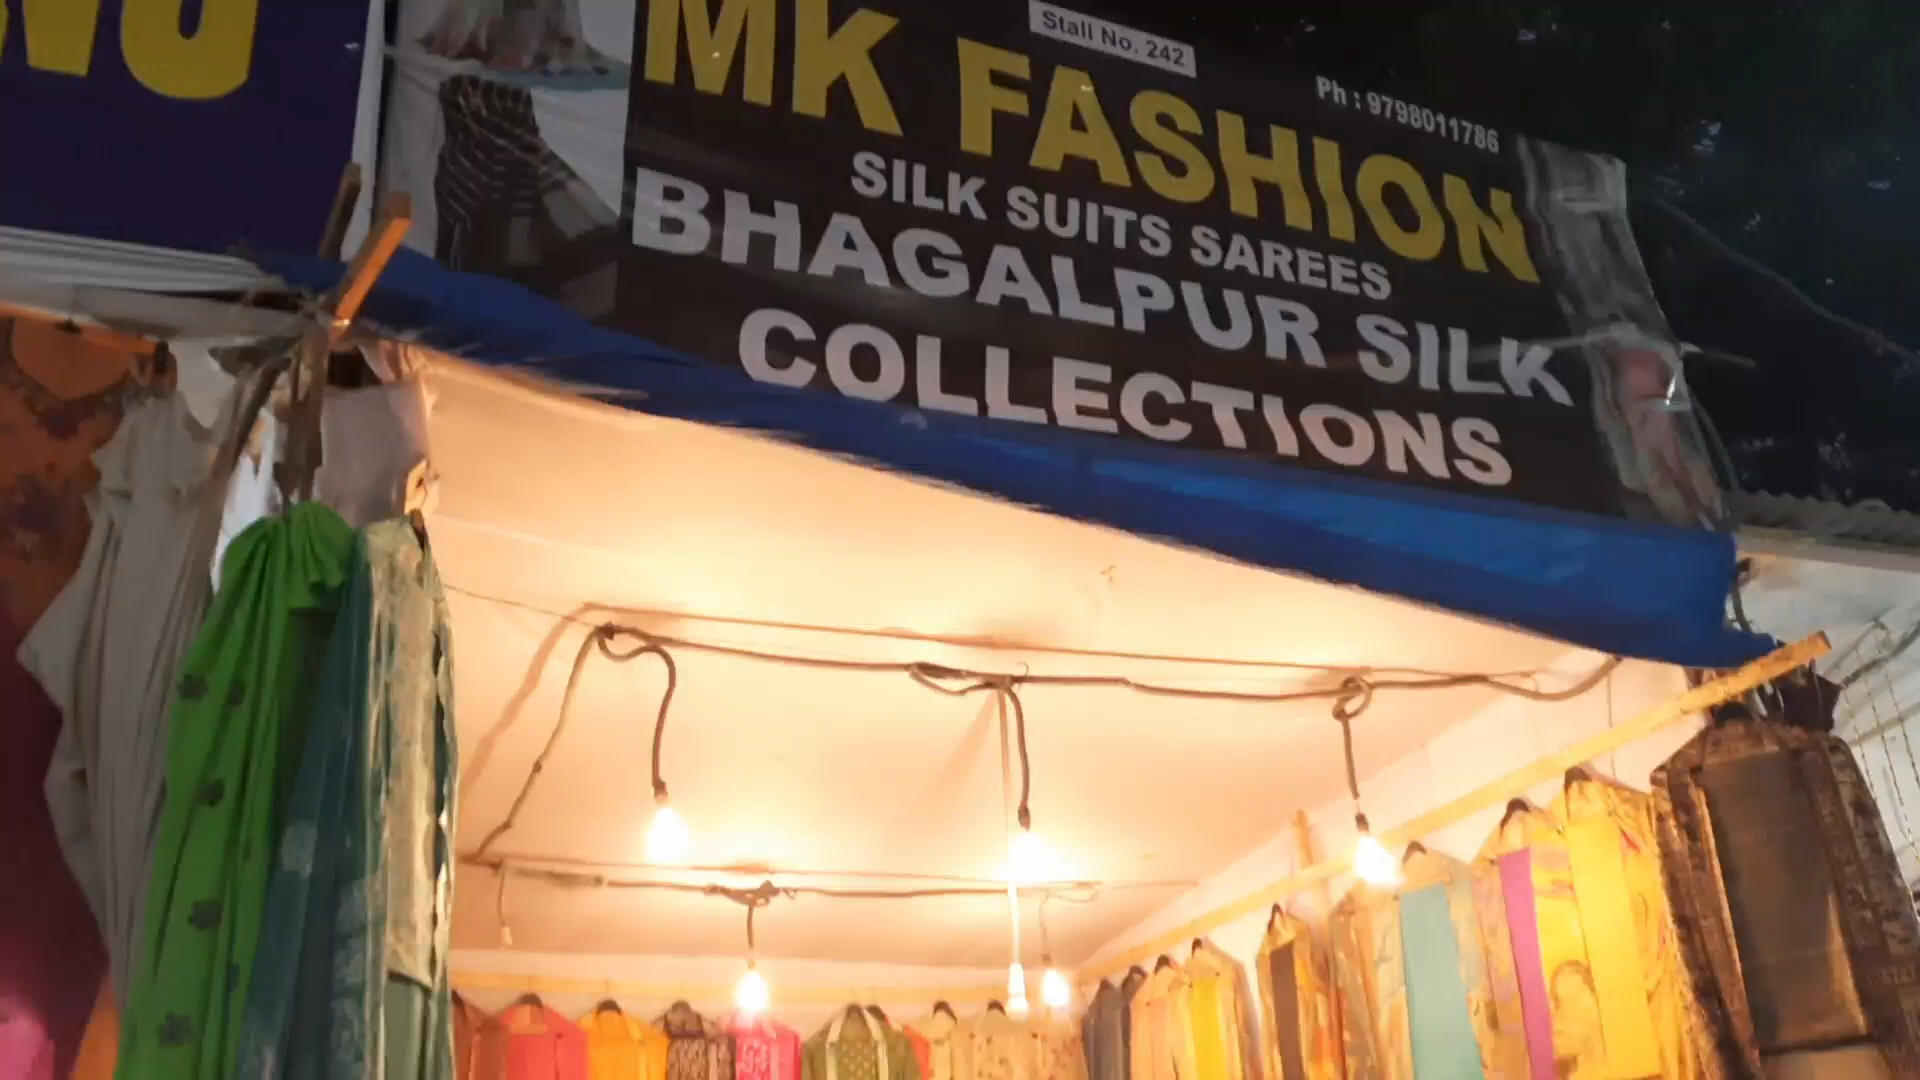 Stall No. 242
MK FASHION
Ph : 9798011786
SILK SUITS SAREES
BHAGALPUR SILK
COLLECTIONS